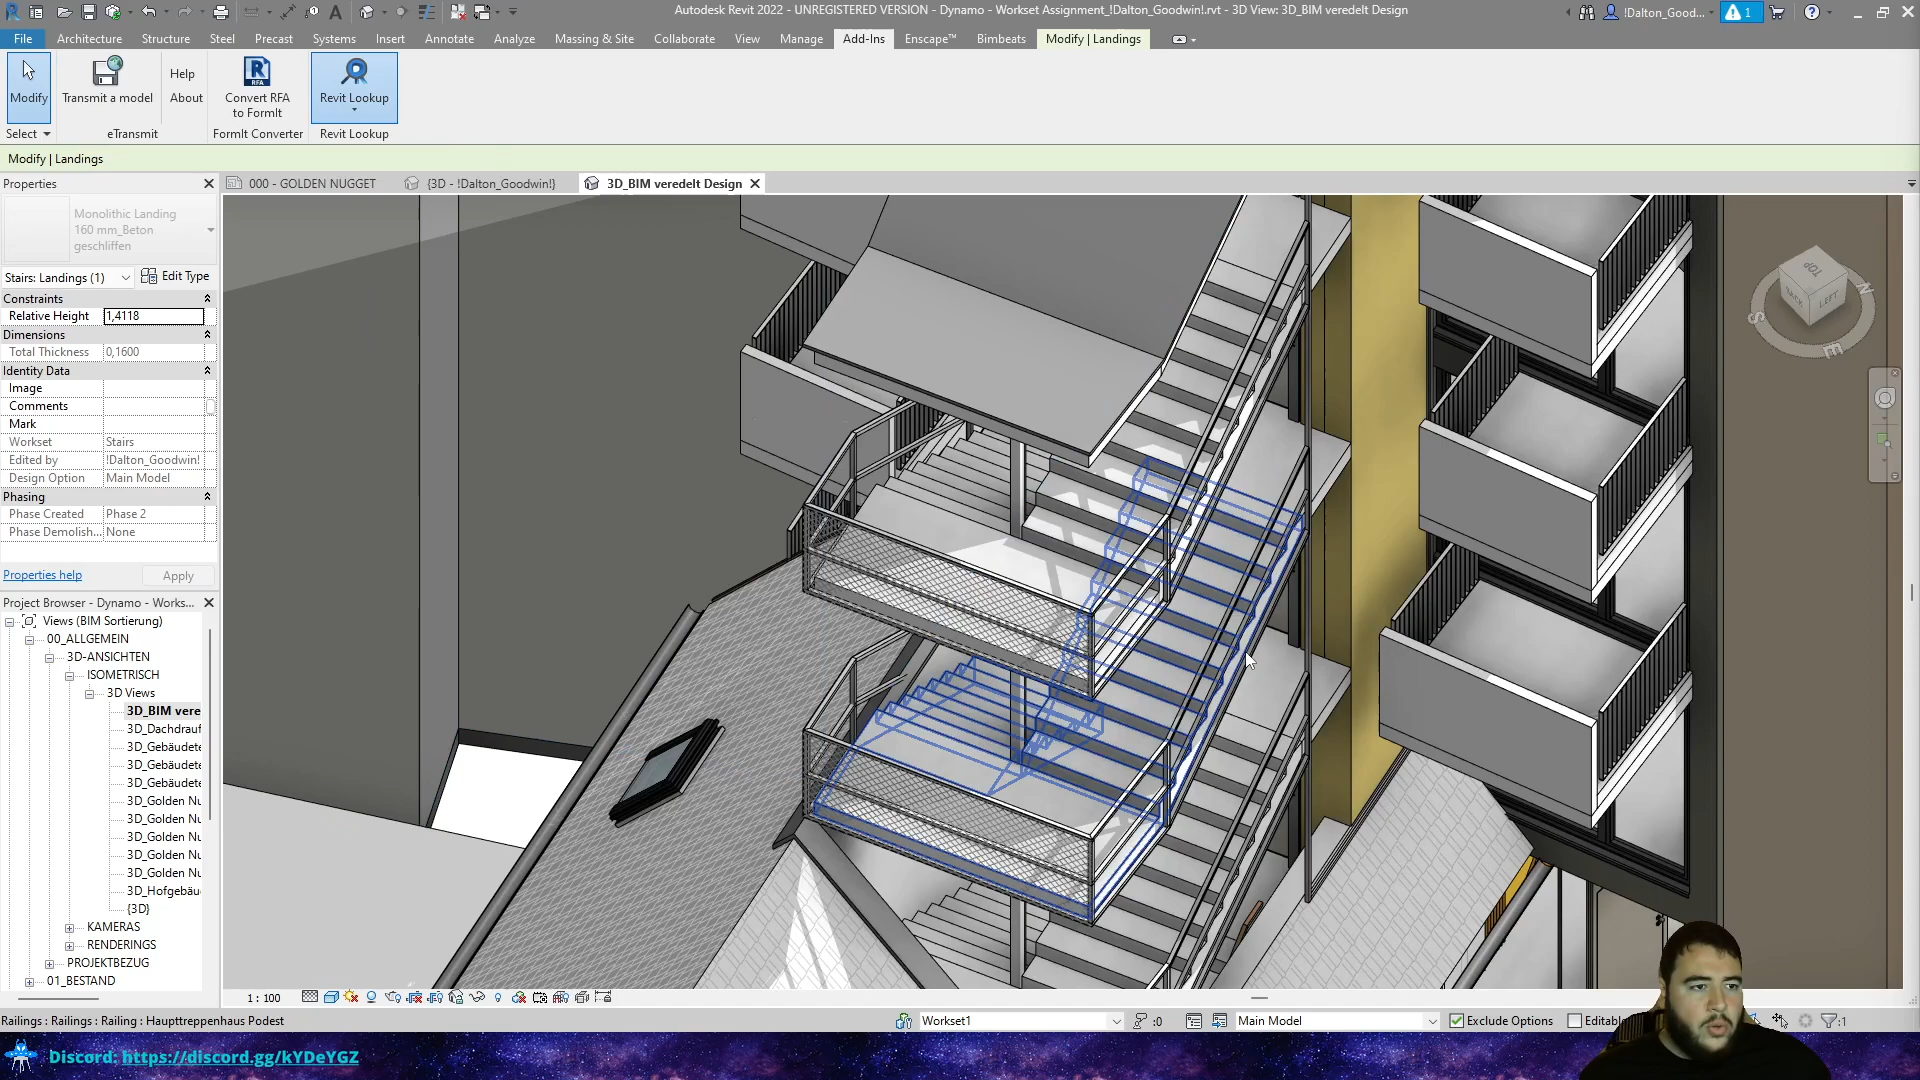 Autodesk Revit 2022 - UNREGISTERED VERSION - Dynamo - Workset Assignment_!Dalton_Goodwin!.rvt - 3D View: 3D_BIM veredelt Design
!Dalton_Good...
1
File Architecture Structure Steel Precast Systems Insert Annotate Analyze Massing & Site Collaborate View Manage Add-Ins Enscape™ Bimbeats Modify | Landings
Modify
Transmit a model
Help
About
Convert RFA
to FormIt
Revit Lookup
Select
eTransmit
FormIt Converter
Revit Lookup
Modify | Landings
Properties
000 - GOLDEN NUGGET
{3D - !Dalton_Goodwin!}
3D_BIM veredelt Design
Monolithic Landing
160 mm_Beton
geschliffen
Stairs: Landings (1)
Edit Type
Constraints
Relative Height 1,4118
Dimensions
Total Thickness 0,1600
Identity Data
Image
Comments
Mark
Workset Stairs
Edited by !Dalton_Goodwin!
Design Option Main Model
Phasing
Phase Created Phase 2
Phase Demolish... None
Properties help
Apply
Project Browser - Dynamo - Works...
Views (BIM Sortierung)
00_ALLGEMEIN
3D-ANSICHTEN
ISOMETRISCH
3D Views
3D_BIM vere
3D_Dachdrauf
3D_Gebäudete
3D_Gebäudete
3D_Gebäudete
3D_Golden Nu
3D_Golden Nu
3D_Golden Nu
3D_Golden Nu
3D_Golden Nu
3D_Hofgebäu
{3D}
KAMERAS
RENDERINGS
PROJEKTBEZUG
01_BESTAND
TOP
BACK
LEFT
N
S
E
1 : 100
Railings : Railings : Railing : Haupttreppenhaus Podest
Workset1
:0
Main Model
Exclude Options
Editabl
:1
Discord: https://discord.gg/kYDeYGZ